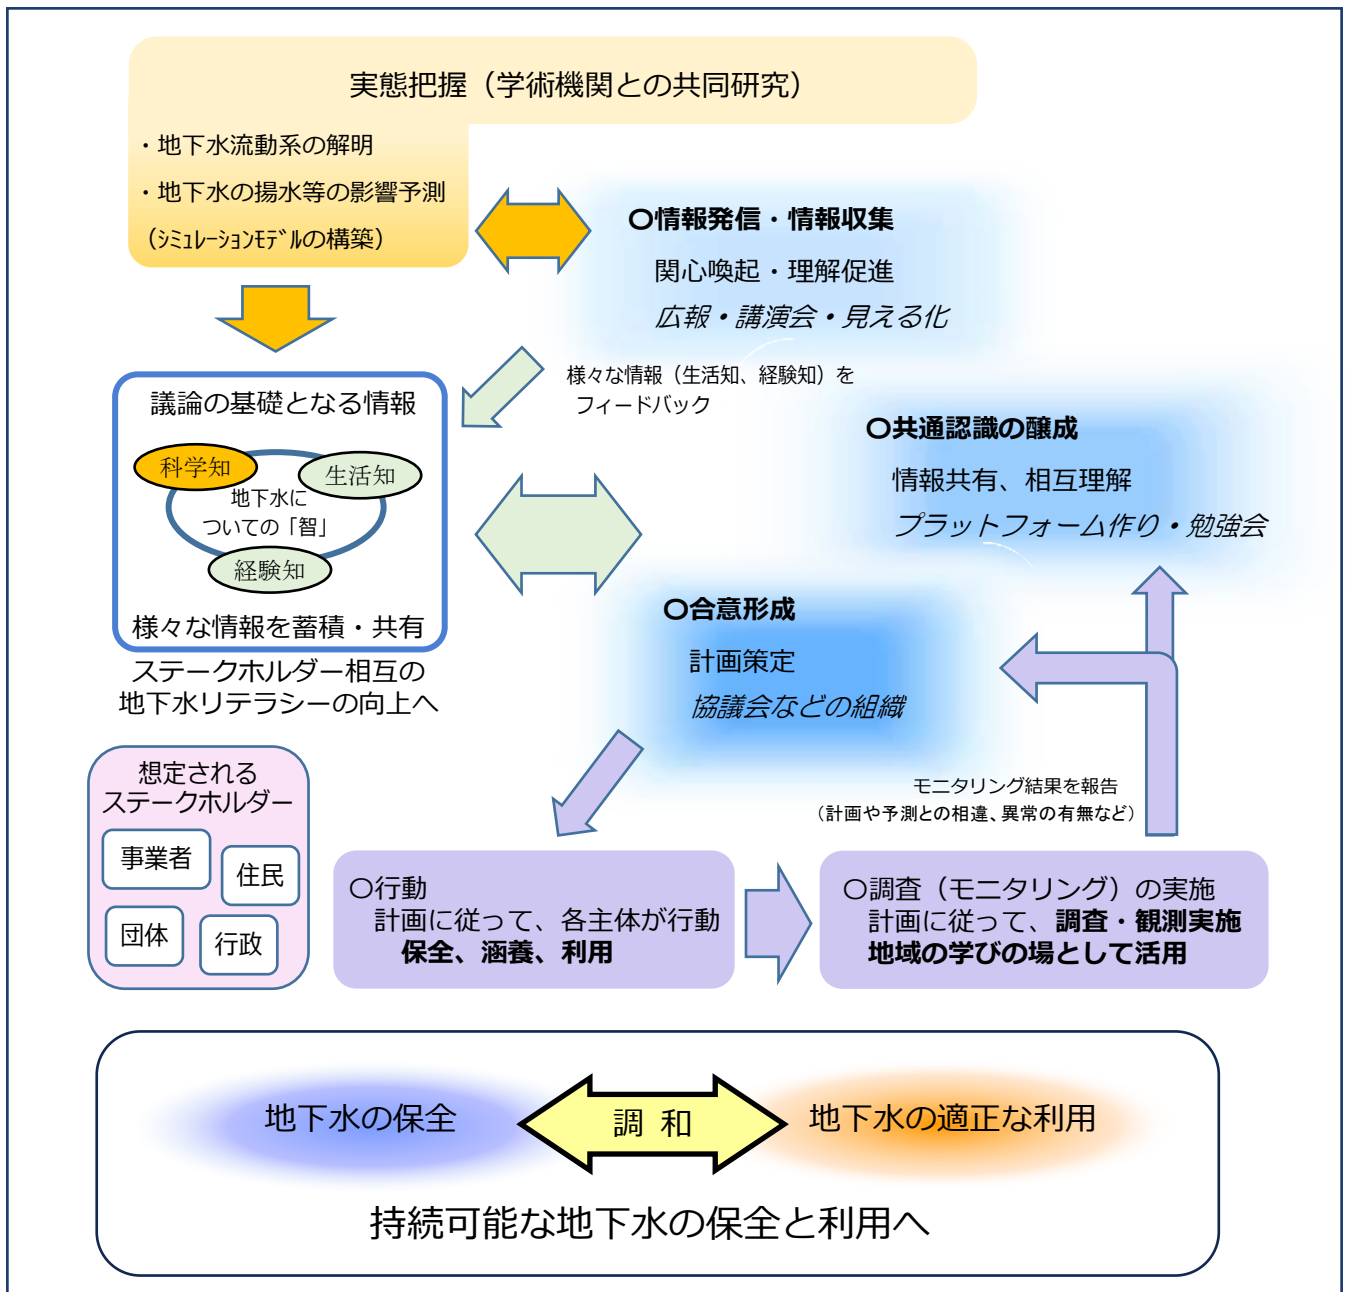 実態把握（学術機関との共同研究）
・地下水流動系の解明
・地下水の揚水等の影響予測
（ｼﾐｭﾚｰｼｮﾝﾓﾃﾞﾙの構築）
〇情報発信・情報収集
関心喚起・理解促進
広報・講演会・見える化
様々な情報（生活知、経験知）を
フィードバック
議論の基礎となる情報
科学知
生活知
地下水に
ついての「智」
経験知
様々な情報を蓄積・共有
ステークホルダー相互の
地下水リテラシーの向上へ
〇共通認識の醸成
情報共有、相互理解
プラットフォーム作り・勉強会
〇合意形成
計画策定
協議会などの組織
モニタリング結果を報告
（計画や予測との相違、異常の有無など）
想定される
ステークホルダー
事業者
住民
団体
行政
〇行動
計画に従って、各主体が行動
保全、涵養、利用
〇調査（モニタリング）の実施
計画に従って、調査・観測実施
地域の学びの場として活用
地下水の保全
調 和
地下水の適正な利用
持続可能な地下水の保全と利用へ